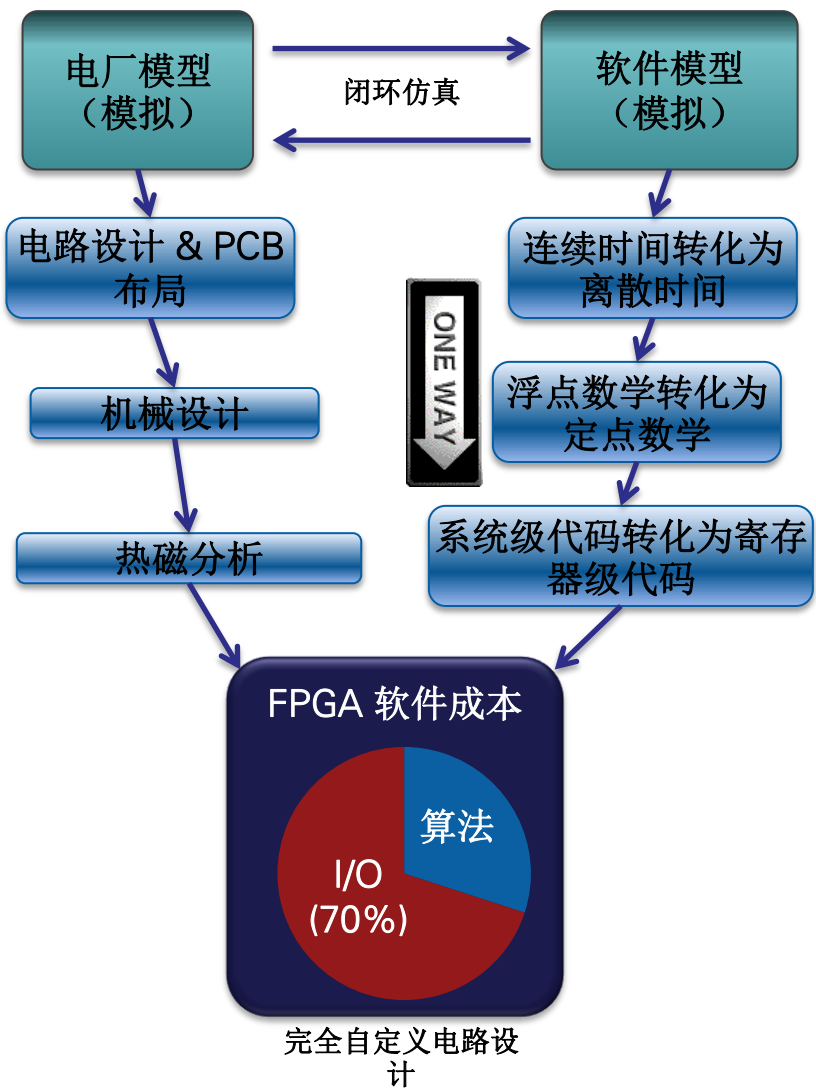 电厂模型
（模拟）
闭环仿真
软件模型
（模拟）
电路设计 & PCB
布局
连续时间转化为
离散时间
ONE WAY
机械设计
浮点数学转化为
定点数学
热磁分析
系统级代码转化为寄存
器级代码
FPGA 软件成本
算法
I/O
(70%)
完全自定义电路设
计